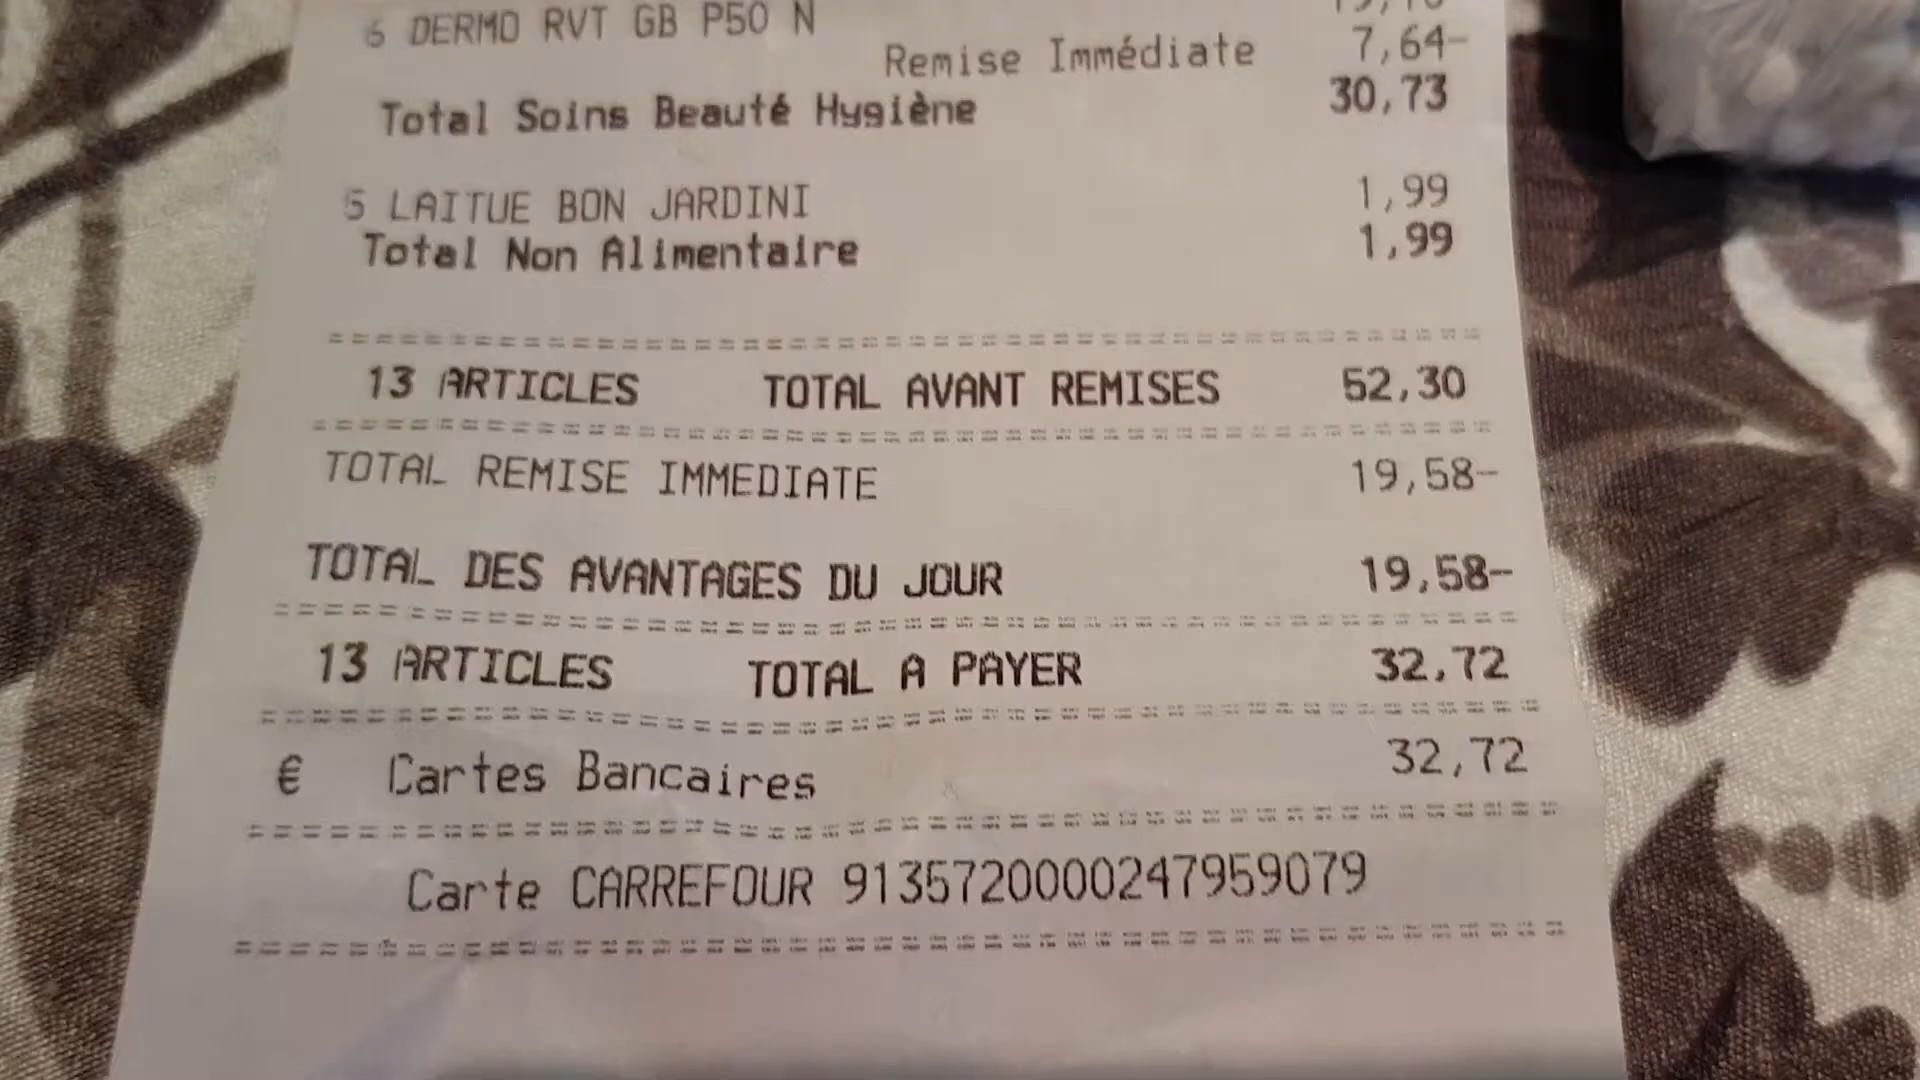 6 DERMO RVT GB P50 N
Remise Immédiate 7,64-
Total Soins Beauté Hygiène 30,73
5 LAITUE BON JARDINI 1,99
Total Non Alimentaire 1,99
13 ARTICLES TOTAL AVANT REMISES 52,30
TOTAL REMISE IMMEDIATE 19,58-
TOTAL DES AVANTAGES DU JOUR 19,58-
13 ARTICLES TOTAL A PAYER 32,72
€ Cartes Bancaires 32,72
Carte CARREFOUR 9135720000247959079